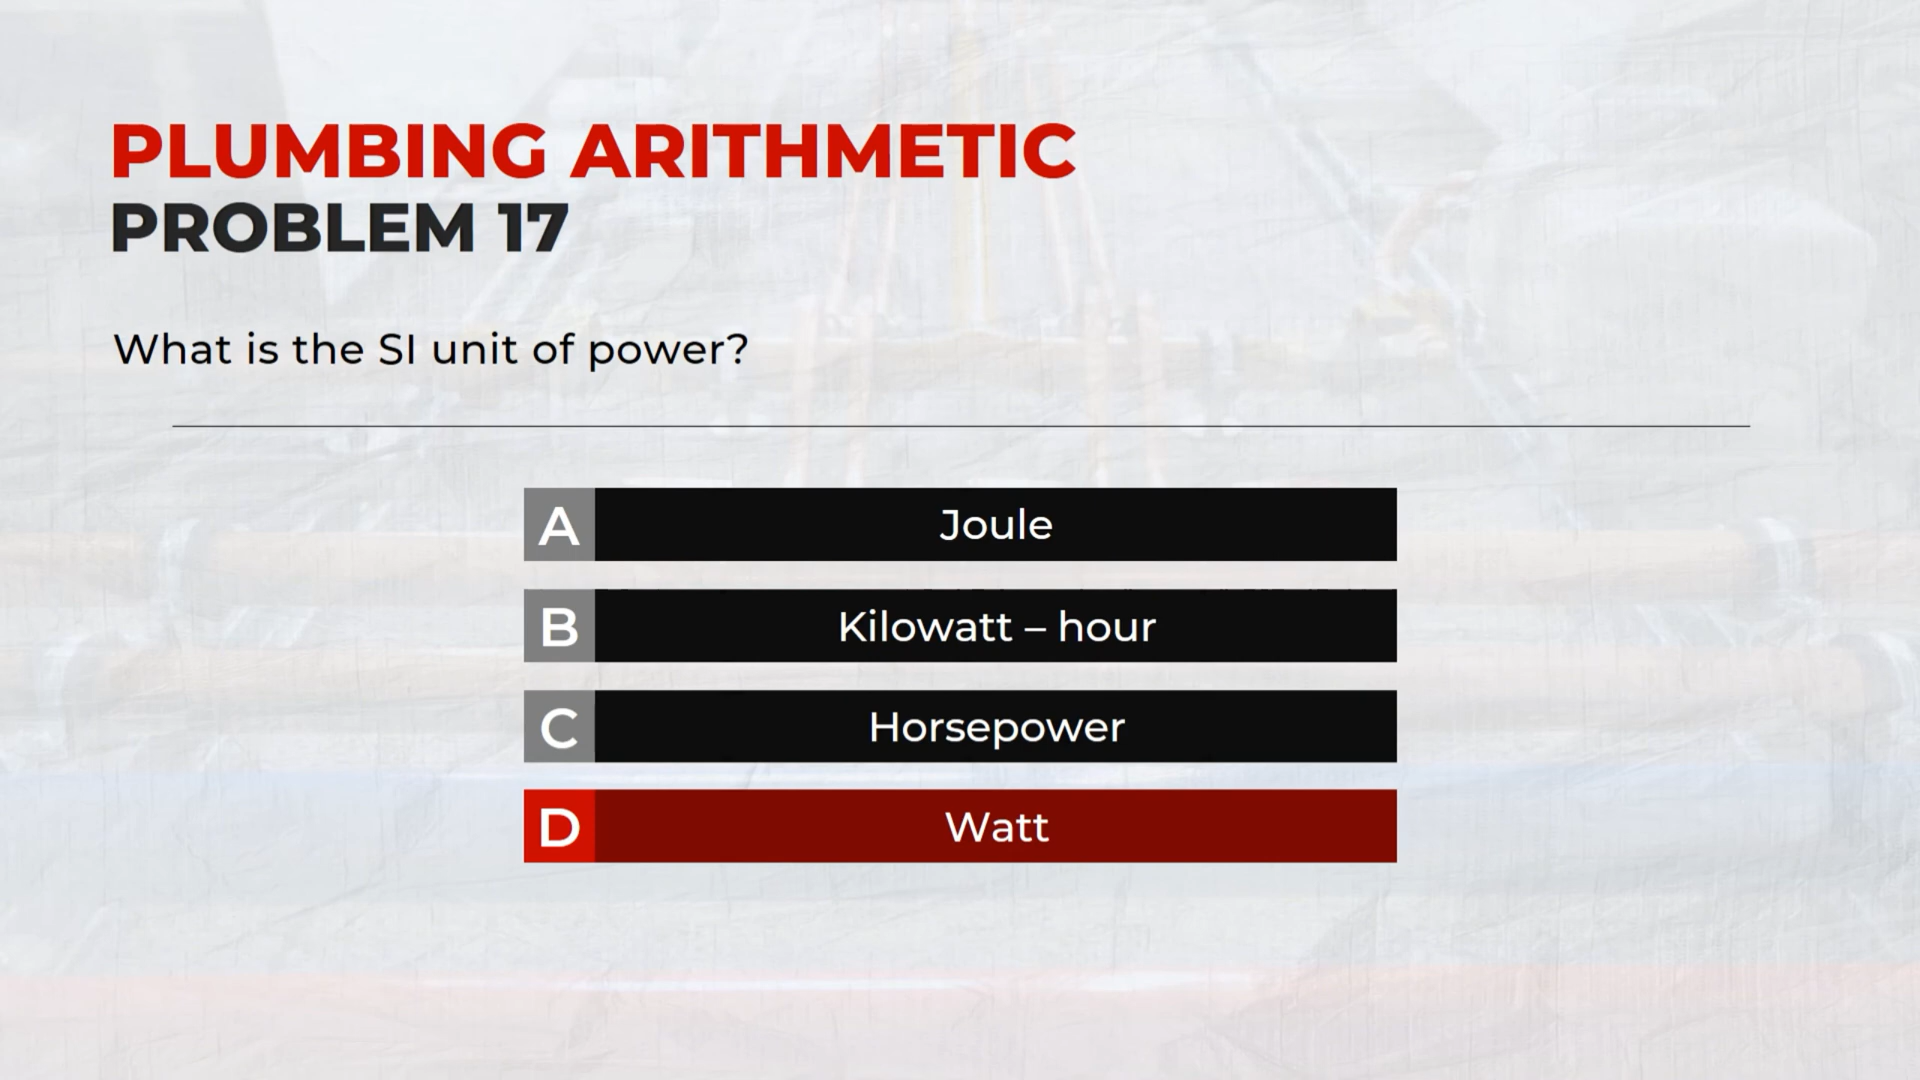 PLUMBING ARITHMETIC
PROBLEM 17
What is the SI unit of power?
A Joule
B Kilowatt – hour
C Horsepower
D Watt